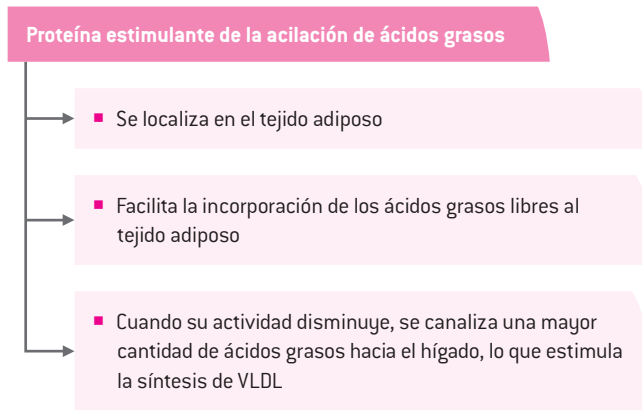 Proteína estimulante de la acilación de ácidos grasos
■ Se localiza en el tejido adiposo
■ Facilita la incorporación de los ácidos grasos libres al
tejido adiposo
■ Cuando su actividad disminuye, se canaliza una mayor
cantidad de ácidos grasos hacia el hígado, lo que estimula
la síntesis de VLDL